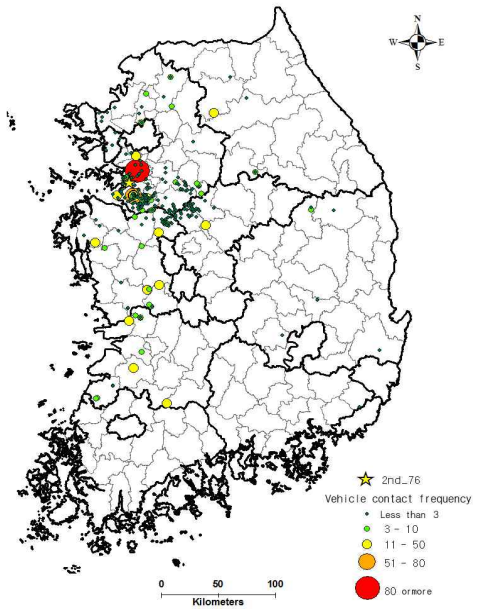 N
W E
S
2nd_76
Vehicle contact frequency
Less than 3
3 - 10
11 - 50
51 - 80
80 ormore
0 50 100
Kilometers